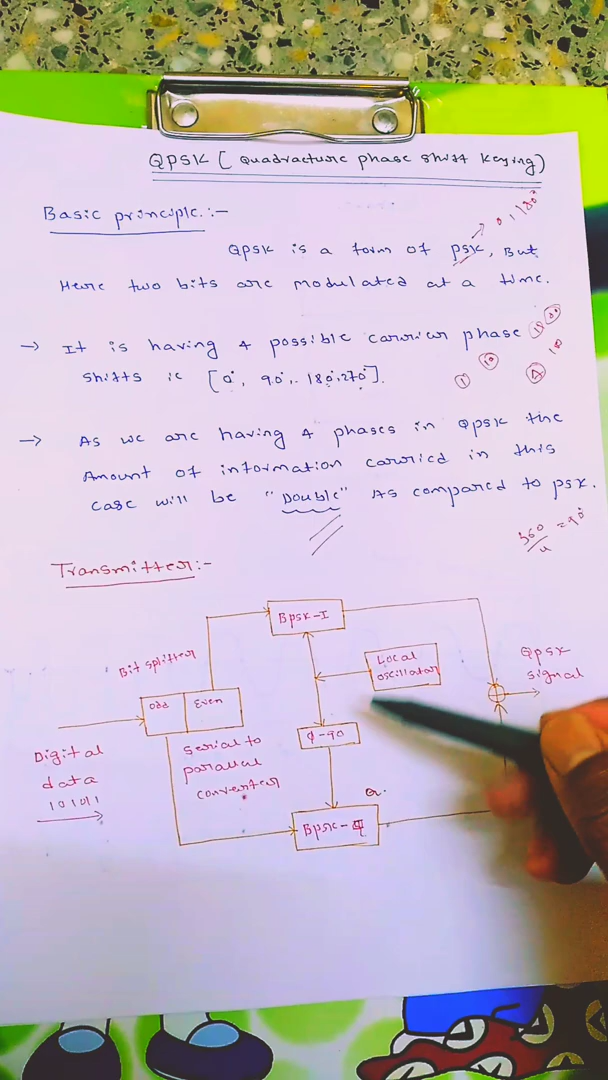 QPSK [ Quadracture phase shift keying)
Basic principle :-
QPSK is a form of PSK, But → 0, 180°
Here two bits are modulated at a time.
→ It is having 4 possible carrier phase
shifts ie [0°, 90°, 180°, 270°].
→ As we are having 4 phases in QPSK the
Amount of information carried in this
case will be "Double" As compared to PSK.
360/4 = 90°
Transmitter :-
BPSK-I
Bit splitter
Local
oscillator
QPSK
signal
odd Even
Digital
data
101011
Serial to
parallel
converter
φ-90
BPSK-